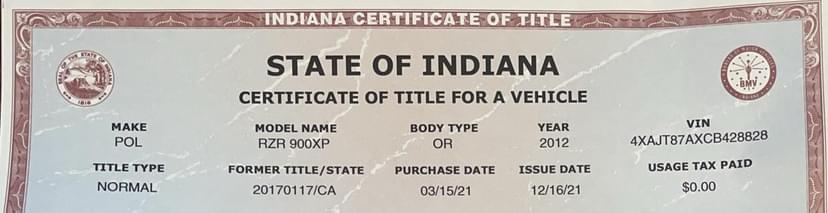 INDIANA CERTIFICATE OF TITLE
STATE OF INDIANA
CERTIFICATE OF TITLE FOR A VEHICLE
MAKE MODEL NAME BODY TYPE YEAR VIN
POL RZR 900XP OR 2012 4XAJT87AXCB428828
TITLE TYPE FORMER TITLE/STATE PURCHASE DATE ISSUE DATE USAGE TAX PAID
NORMAL 20170117/CA 03/15/21 12/16/21 $0.00
BMV
1816